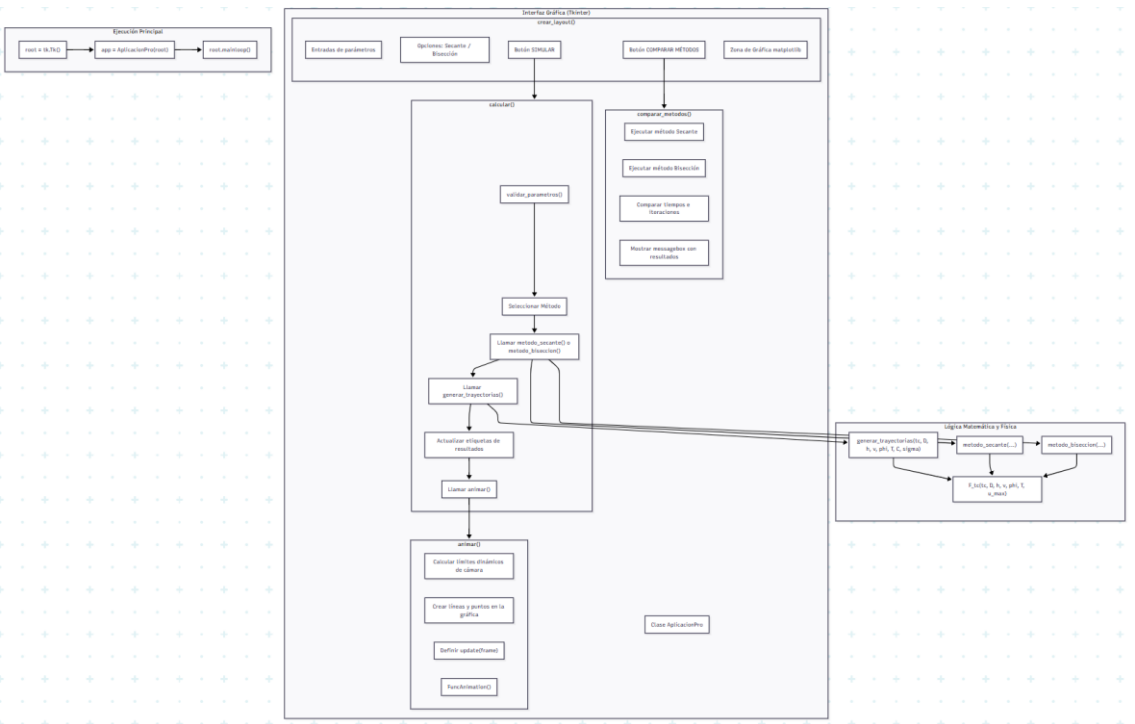 Ejecución Principal
root = tk.Tk()
app = AplicacionPro(root)
root.mainloop()
Interfaz Gráfica (Tkinter)
crear_layout()
Entradas de parámetros
Opciones: Secante /
Bisección
Botón SIMULAR
Botón COMPARAR MÉTODOS
Zona de Gráfica matplotlib
calcular()
validar_parametros()
Seleccionar Método
Llamar metodo_secante() o
metodo_biseccion()
Llamar
generar_trayectorias()
Actualizar etiquetas de
resultados
Llamar animar()
comparar_metodos()
Ejecutar método Secante
Ejecutar método Bisección
Comparar tiempos e
iteraciones
Mostrar messagebox con
resultados
animar()
Calcular límites dinámicos
de cámara
Crear líneas y puntos en la
gráfica
Definir update(frame)
FuncAnimation()
Clase AplicacionPro
Lógica Matemática y Física
generar_trayectorias(ts, D,
h, v, phi, T, C, sigma)
metodo_secante(...)
metodo_biseccion(...)
F_ts(ts, D, h, v, phi, T,
u_max)